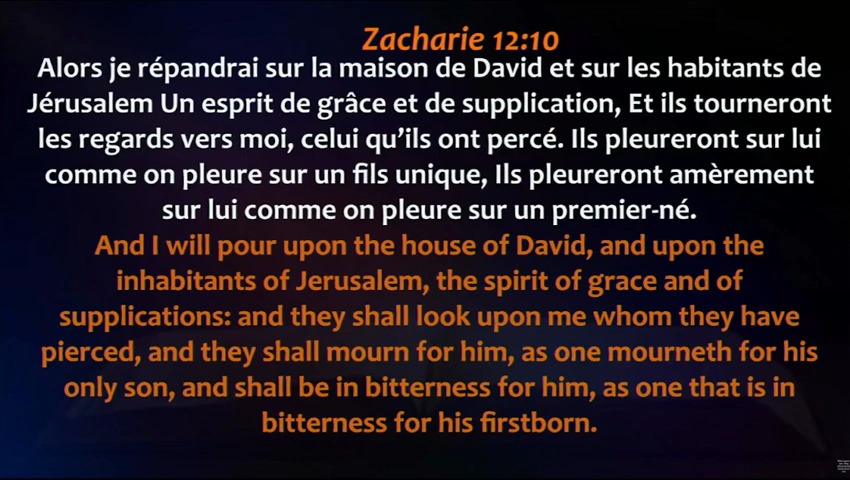 Zacharie 12:10
Alors je répandrai sur la maison de David et sur les habitants de
Jérusalem Un esprit de grâce et de supplication, Et ils tourneront
les regards vers moi, celui qu’ils ont percé. Ils pleureront sur lui
comme on pleure sur un fils unique, Ils pleureront amèrement
sur lui comme on pleure sur un premier-né.
And I will pour upon the house of David, and upon the
inhabitants of Jerusalem, the spirit of grace and of
supplications: and they shall look upon me whom they have
pierced, and they shall mourn for him, as one mourneth for his
only son, and shall be in bitterness for him, as one that is in
bitterness for his firstborn.